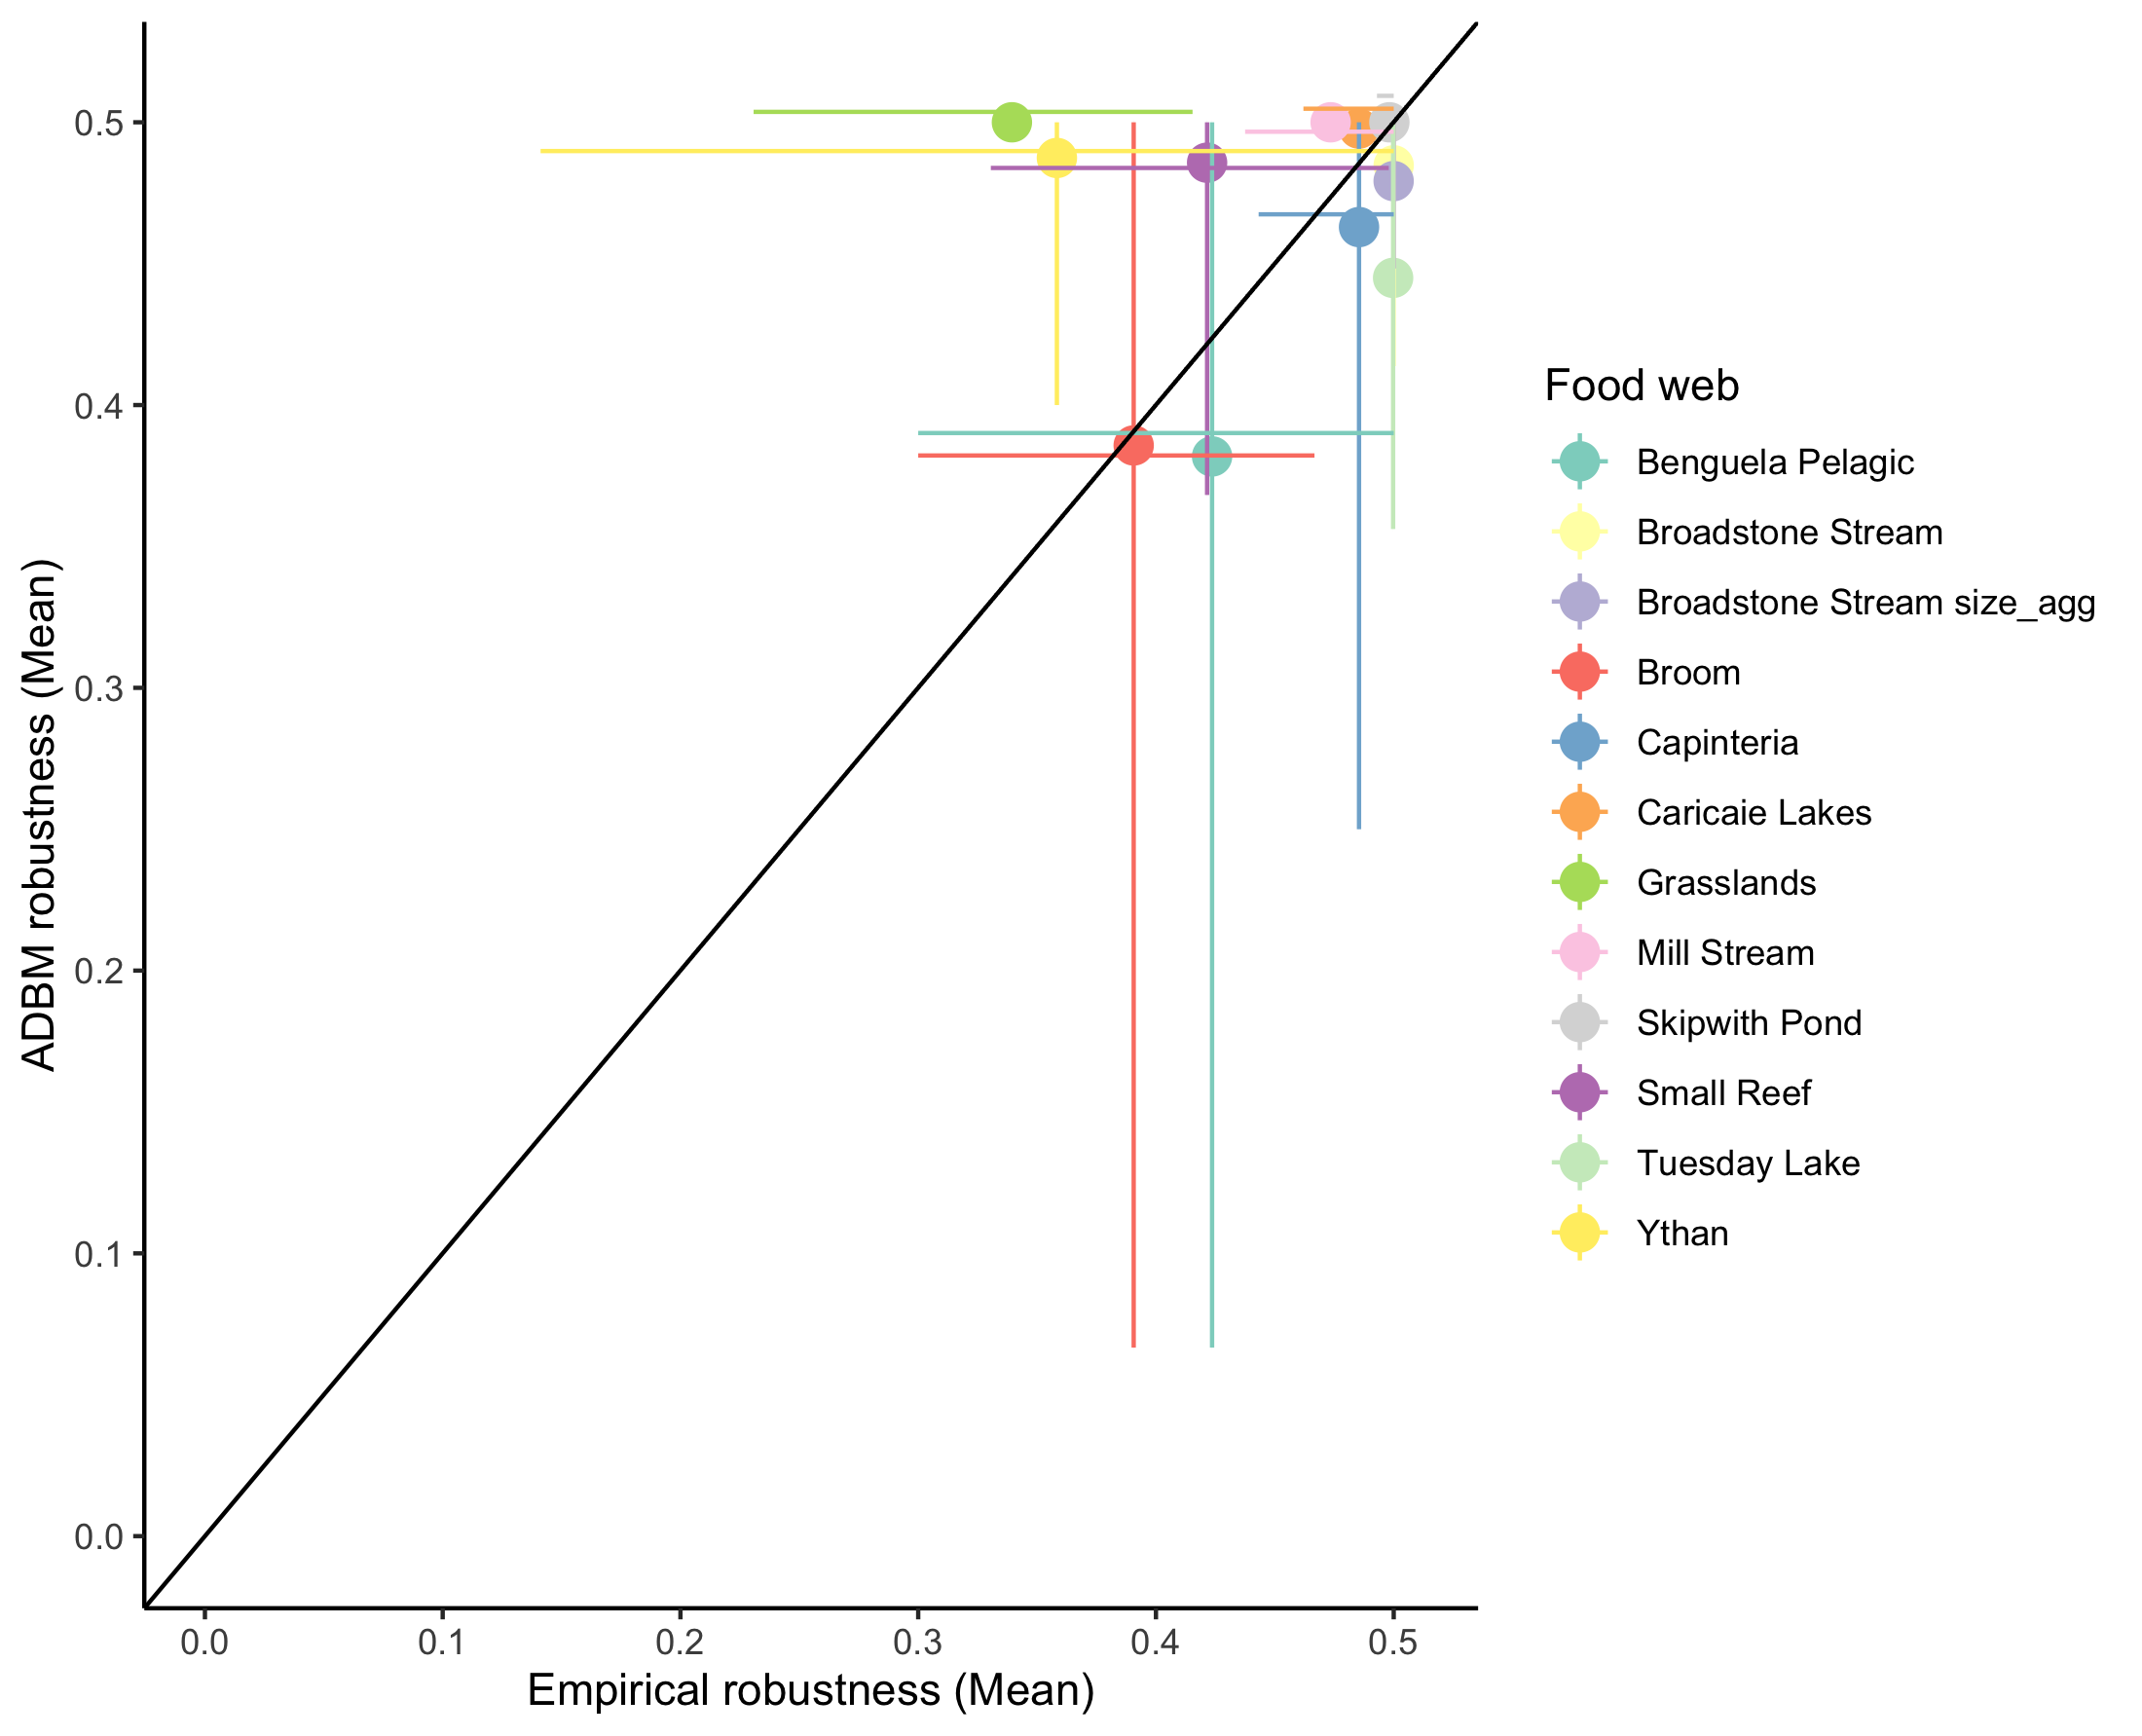 ADBM robustness (Mean)
0.5
0.4
0.3
0.2
0.1
0.0
0.0 0.1 0.2 0.3 0.4 0.5
Empirical robustness (Mean)
Food web
Benguela Pelagic
Broadstone Stream
Broadstone Stream size_agg
Broom
Capinteria
Caricaie Lakes
Grasslands
Mill Stream
Skipwith Pond
Small Reef
Tuesday Lake
Ythan